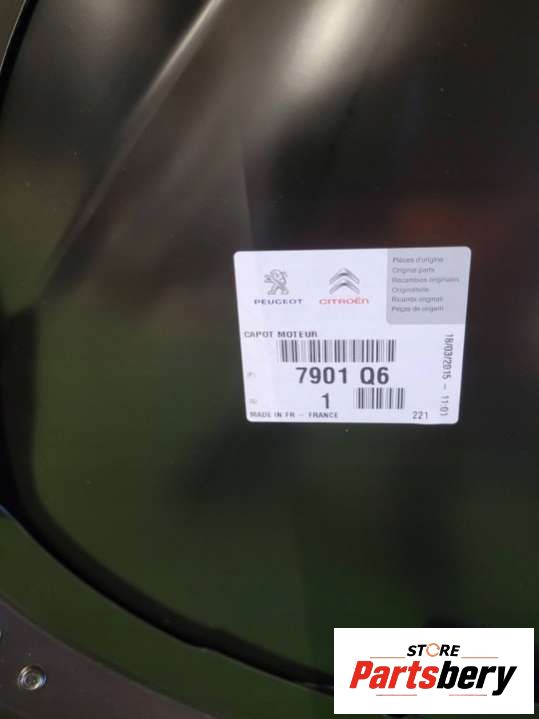 PEUGEOT
CITROËN
Pièces d'origine
Original parts
Recambios originales
Originalteile
Ricambi originali
Peças de origem
CAPOT MOTEUR
(P) 7901 Q6
(Q) 1
MADE IN FR - FRANCE
221
18/03/2015 - 11:01
STORE
Partsbery